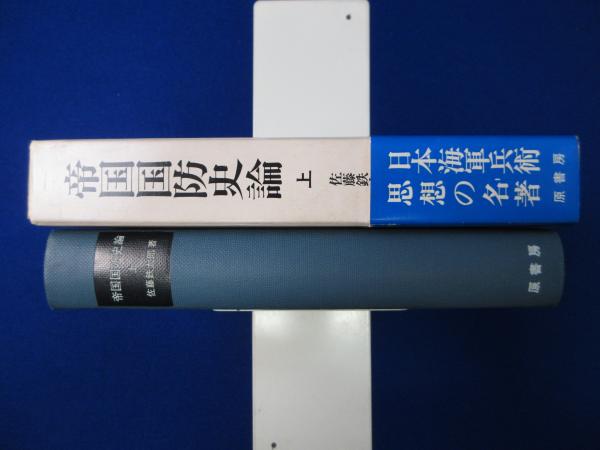 帝国国防史論 上
佐藤鉄
日本海軍兵術
思想の名著
原書房
帝国国防史論
上
佐藤鉄太郎著
原書房